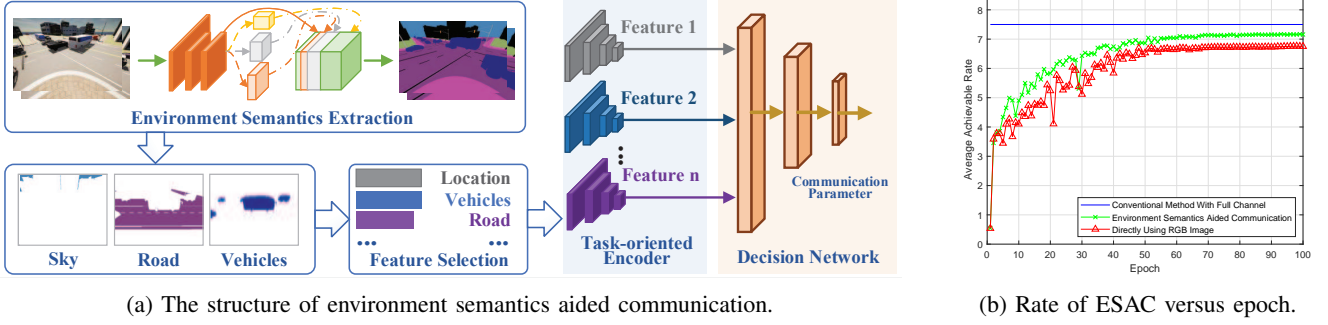 Environment Semantics Extraction
Sky
Road
Vehicles
Location
Vehicles
Road
•••
•••
Feature Selection
Feature 1
Feature 2
Feature n
Task-oriented
Encoder
Communication
Parameter
Decision Network
(a) The structure of environment semantics aided communication.
8
7
6
5
4
3
2
1
0
Average Achievable Rate
Conventional Method With Full Channel
Environment Semantics Aided Communication
Directly Using RGB Image
0 10 20 30 40 50 60 70 80 90 100
Epoch
(b) Rate of ESAC versus epoch.